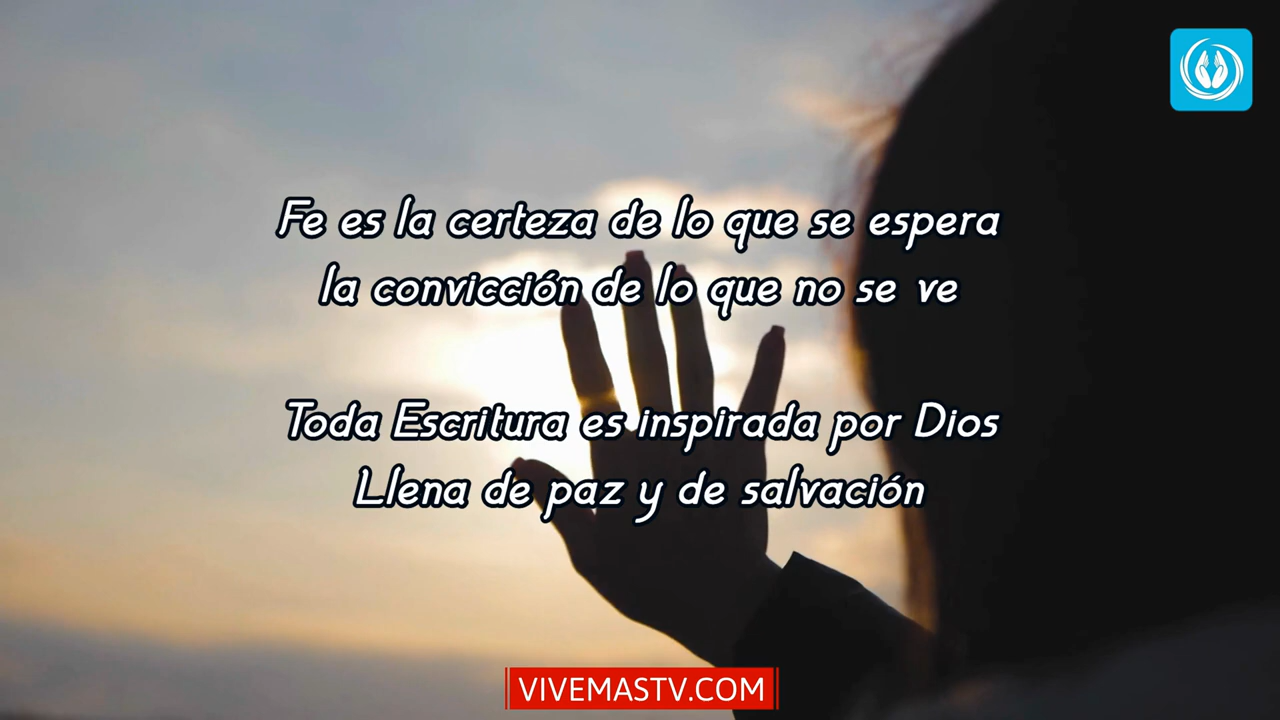 Fe es la certeza de lo que se espera
la convicción de lo que no se ve
Toda Escritura es inspirada por Dios
Llena de paz y de salvación
VIVEMASTV.COM